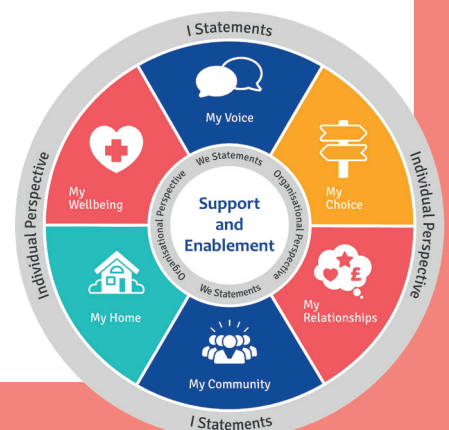 I Statements
Individual Perspective
Individual Perspective
My Voice
My
Wellbeing
My
Choice
We Statements
Organisational Perspective
Organisational Perspective
Support
and
Enablement
We Statements
My Home
My
Relationships
£
My Community
I Statements